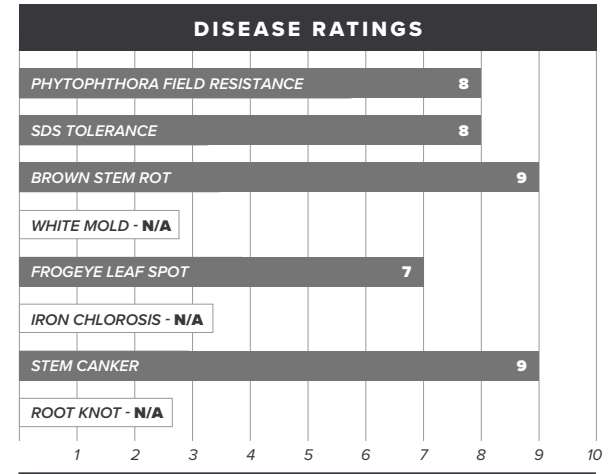 DISEASE RATINGS
PHYTOPHTHORA FIELD RESISTANCE 8
SDS TOLERANCE 8
BROWN STEM ROT 9
WHITE MOLD - N/A
FROGEYE LEAF SPOT 7
IRON CHLOROSIS - N/A
STEM CANKER 9
ROOT KNOT - N/A
1 2 3 4 5 6 7 8 9 10